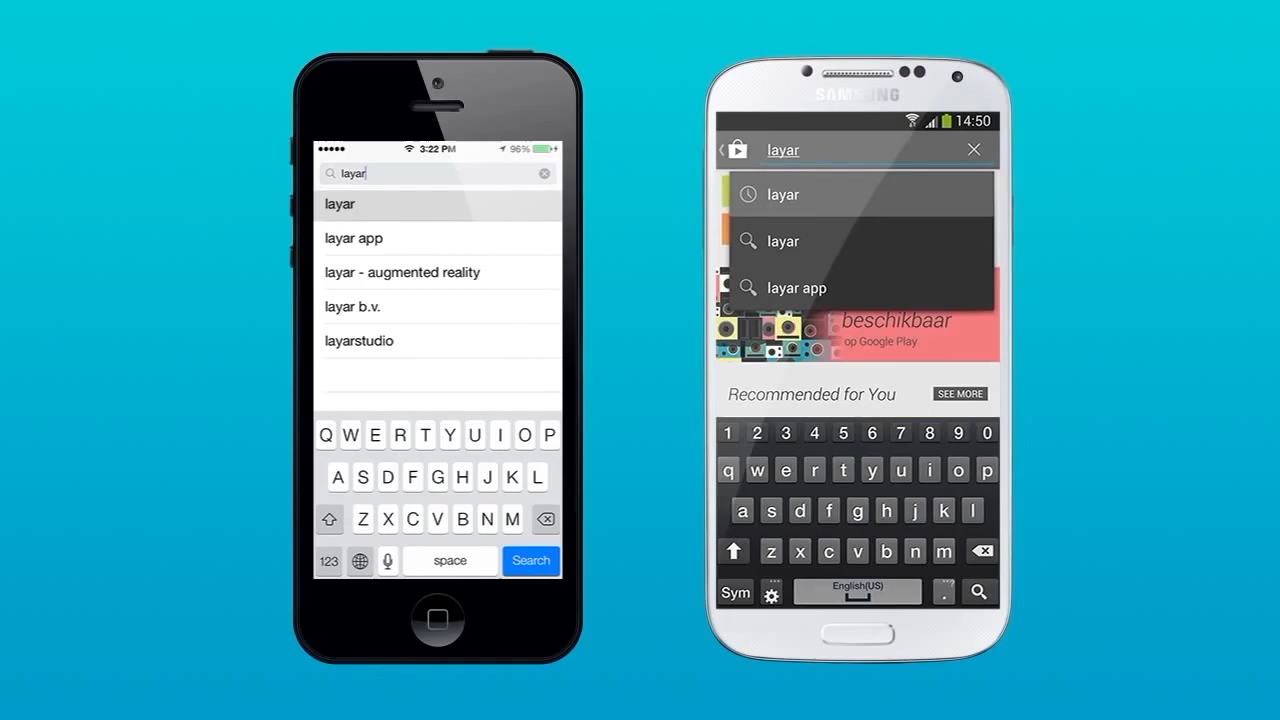 3:22 PM
96%
layar
layar
layar app
layar - augmented reality
layar b.v.
layarstudio
Q W E R T Y U I O P
A S D F G H J K L
Z X C V B N M
123
space
Search
SAMSUNG
14:50
layar
layar
layar
layar app
beschikbaar
op Google Play
Recommended for You
SEE MORE
1 2 3 4 5 6 7 8 9 0
q w e r t y u i o p
a s d f g h j k l
z x c v b n m
Sym
English(US)
.